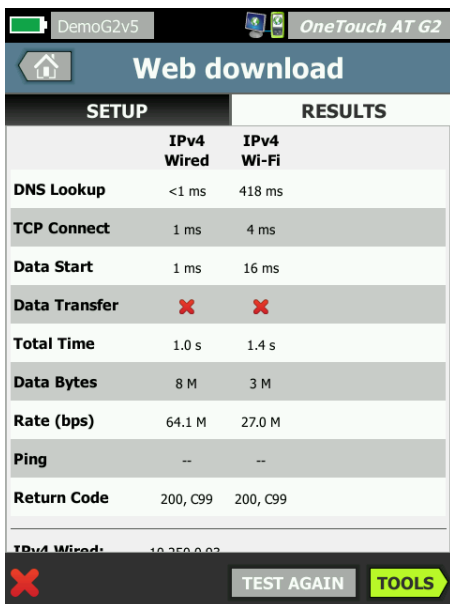 DemoG2v5 OneTouch AT G2
Web download
SETUP RESULTS
IPv4 IPv4
Wired Wi-Fi
DNS Lookup <1 ms 418 ms
TCP Connect 1 ms 4 ms
Data Start 1 ms 16 ms
Data Transfer
Total Time 1.0 s 1.4 s
Data Bytes 8 M 3 M
Rate (bps) 64.1 M 27.0 M
Ping -- --
Return Code 200, C99 200, C99
IPv4 Wired:
TEST AGAIN TOOLS